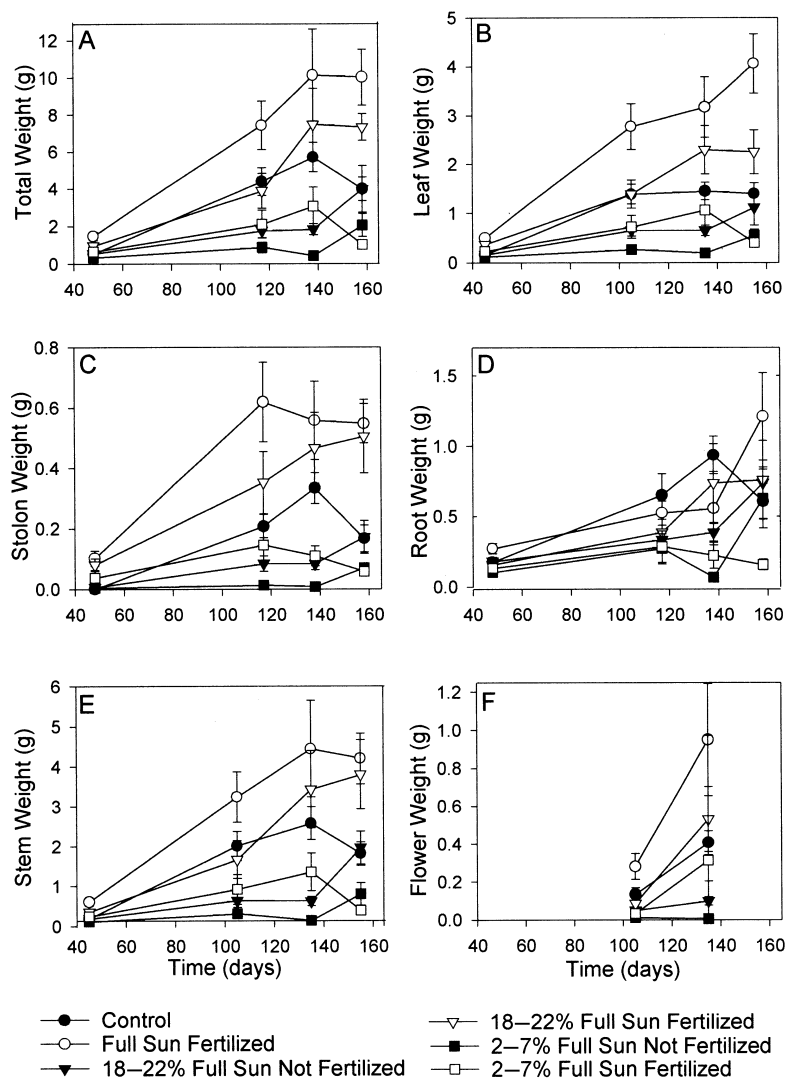 A
Total Weight (g)
12
10
8
6
4
2
0
40 60 80 100 120 140 160
B
Leaf Weight (g)
5
4
3
2
1
0
40 60 80 100 120 140 160
C
Stolon Weight (g)
0.8
0.6
0.4
0.2
0.0
40 60 80 100 120 140 160
D
Root Weight (g)
1.5
1.0
0.5
0.0
40 60 80 100 120 140 160
E
Stem Weight (g)
6
5
4
3
2
1
0
40 60 80 100 120 140 160
Time (days)
F
Flower Weight (g)
1.2
1.0
0.8
0.6
0.4
0.2
0.0
40 60 80 100 120 140 160
Time (days)
Control
Full Sun Fertilized
18–22% Full Sun Not Fertilized
18–22% Full Sun Fertilized
2–7% Full Sun Not Fertilized
2–7% Full Sun Fertilized